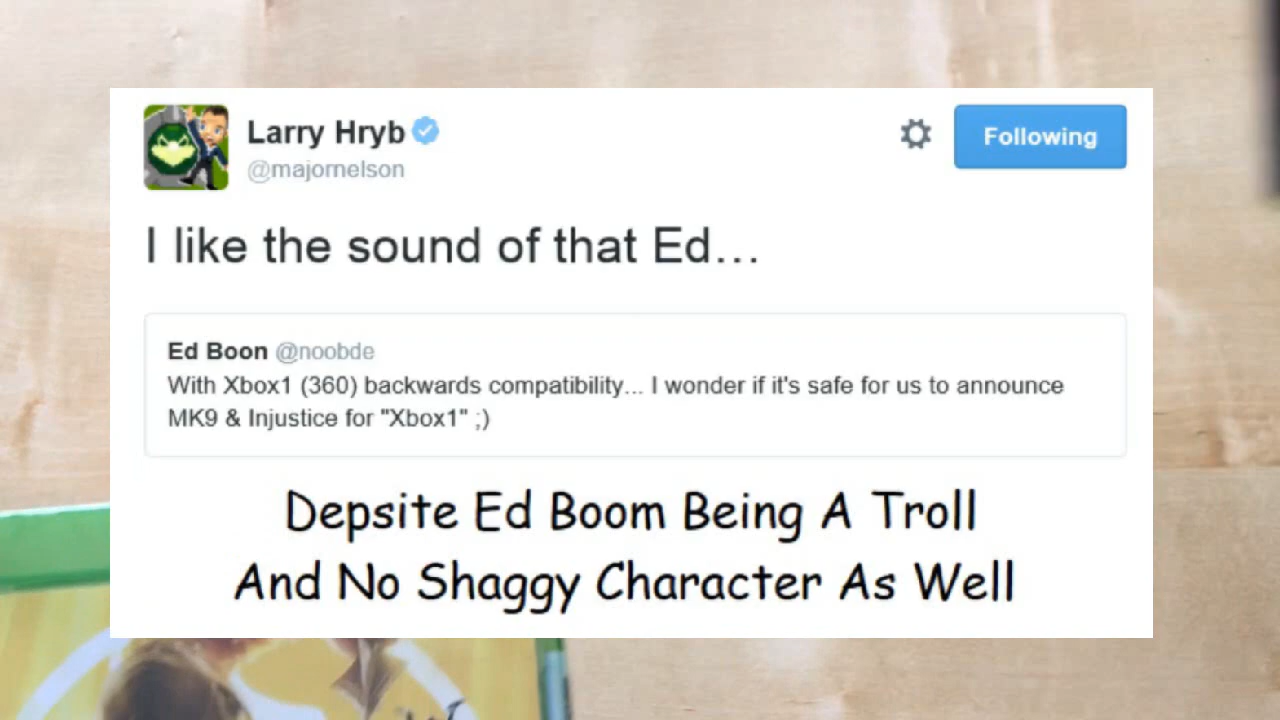 Larry Hryb
@majornelson
Following
I like the sound of that Ed...
Ed Boon @noobde
With Xbox1 (360) backwards compatibility... I wonder if it's safe for us to announce
MK9 & Injustice for "Xbox1" ;)
Depsite Ed Boom Being A Troll
And No Shaggy Character As Well